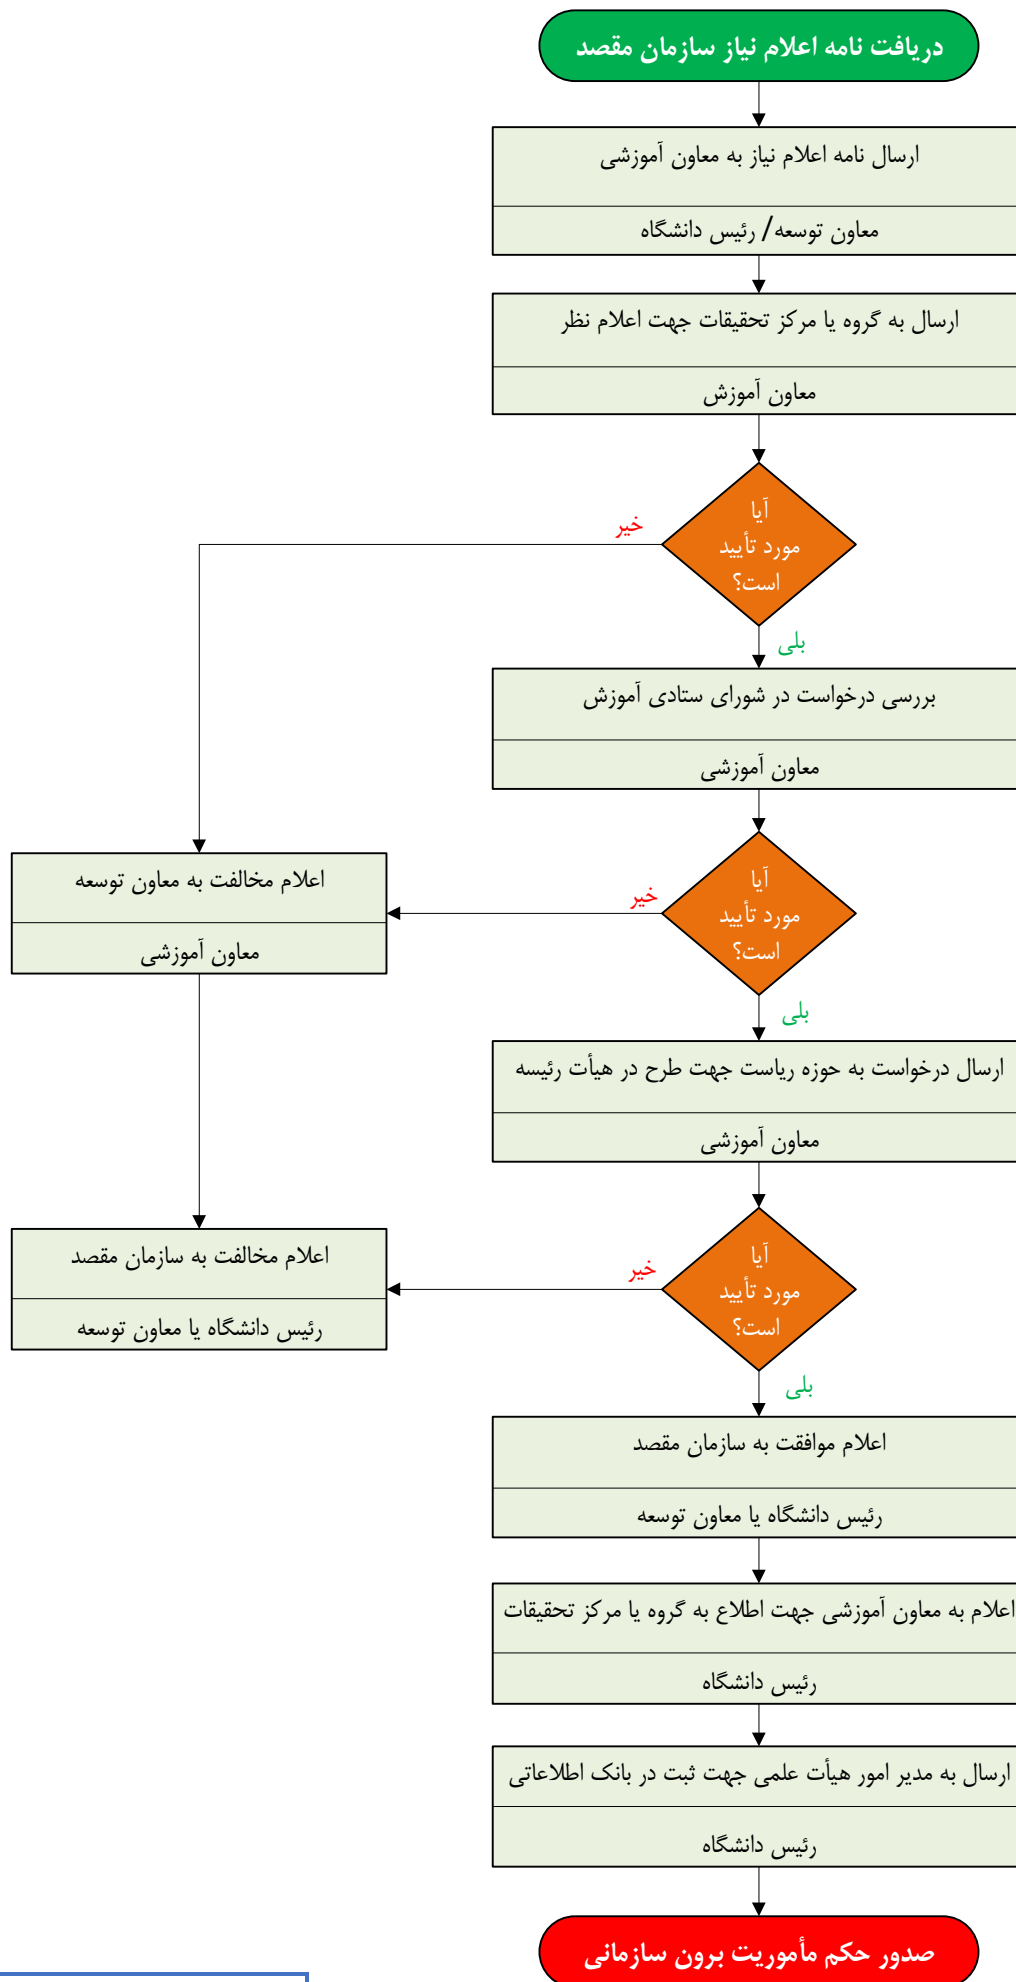 دریافت نامه اعلام نیاز سازمان مقصد
ارسال نامه اعلام نیاز به معاون آموزشی
معاون توسعه/ رئیس دانشگاه
ارسال به گروه یا مرکز تحقیقات جهت اعلام نظر
معاون آموزش
آیا
مورد تأیید
است؟
خیر
بلی
بررسی درخواست در شورای ستادی آموزش
معاون آموزشی
آیا
مورد تأیید
است؟
خیر
اعلام مخالفت به معاون توسعه
معاون آموزشی
بلی
ارسال درخواست به حوزه ریاست جهت طرح در هیأت رئیسه
معاون آموزشی
آیا
مورد تأیید
است؟
خیر
اعلام مخالفت به سازمان مقصد
رئیس دانشگاه یا معاون توسعه
بلی
اعلام موافقت به سازمان مقصد
رئیس دانشگاه یا معاون توسعه
اعلام به معاون آموزشی جهت اطلاع به گروه یا مرکز تحقیقات
رئیس دانشگاه
ارسال به مدیر امور هیأت علمی جهت ثبت در بانک اطلاعاتی
رئیس دانشگاه
صدور حکم مأموریت برون سازمانی